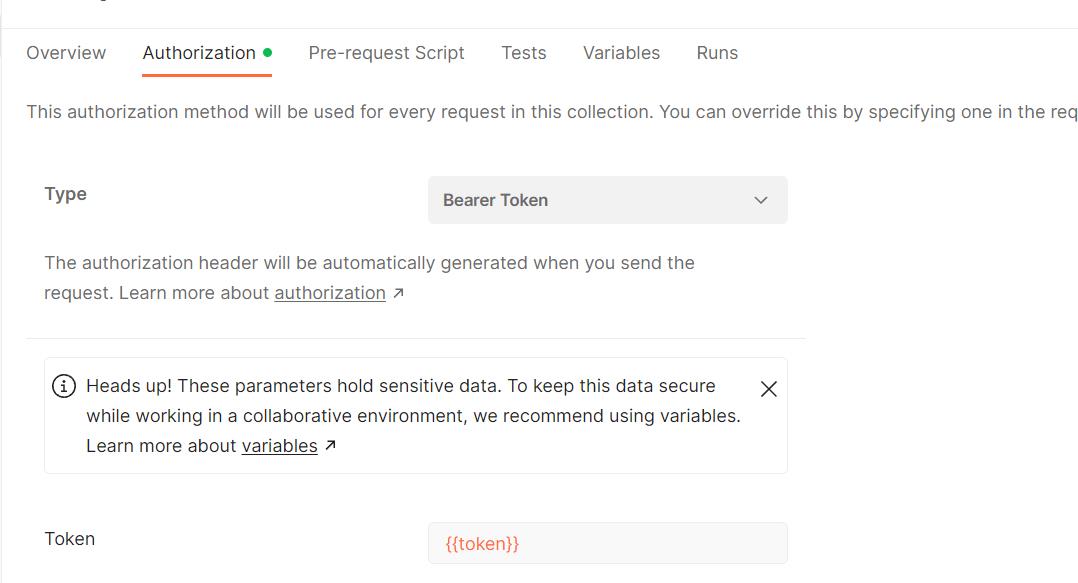 Overview Authorization Pre-request Script Tests Variables Runs
This authorization method will be used for every request in this collection. You can override this by specifying one in the req
Type Bearer Token
The authorization header will be automatically generated when you send the
request. Learn more about authorization ↗
Heads up! These parameters hold sensitive data. To keep this data secure
while working in a collaborative environment, we recommend using variables.
Learn more about variables ↗
Token {{token}}